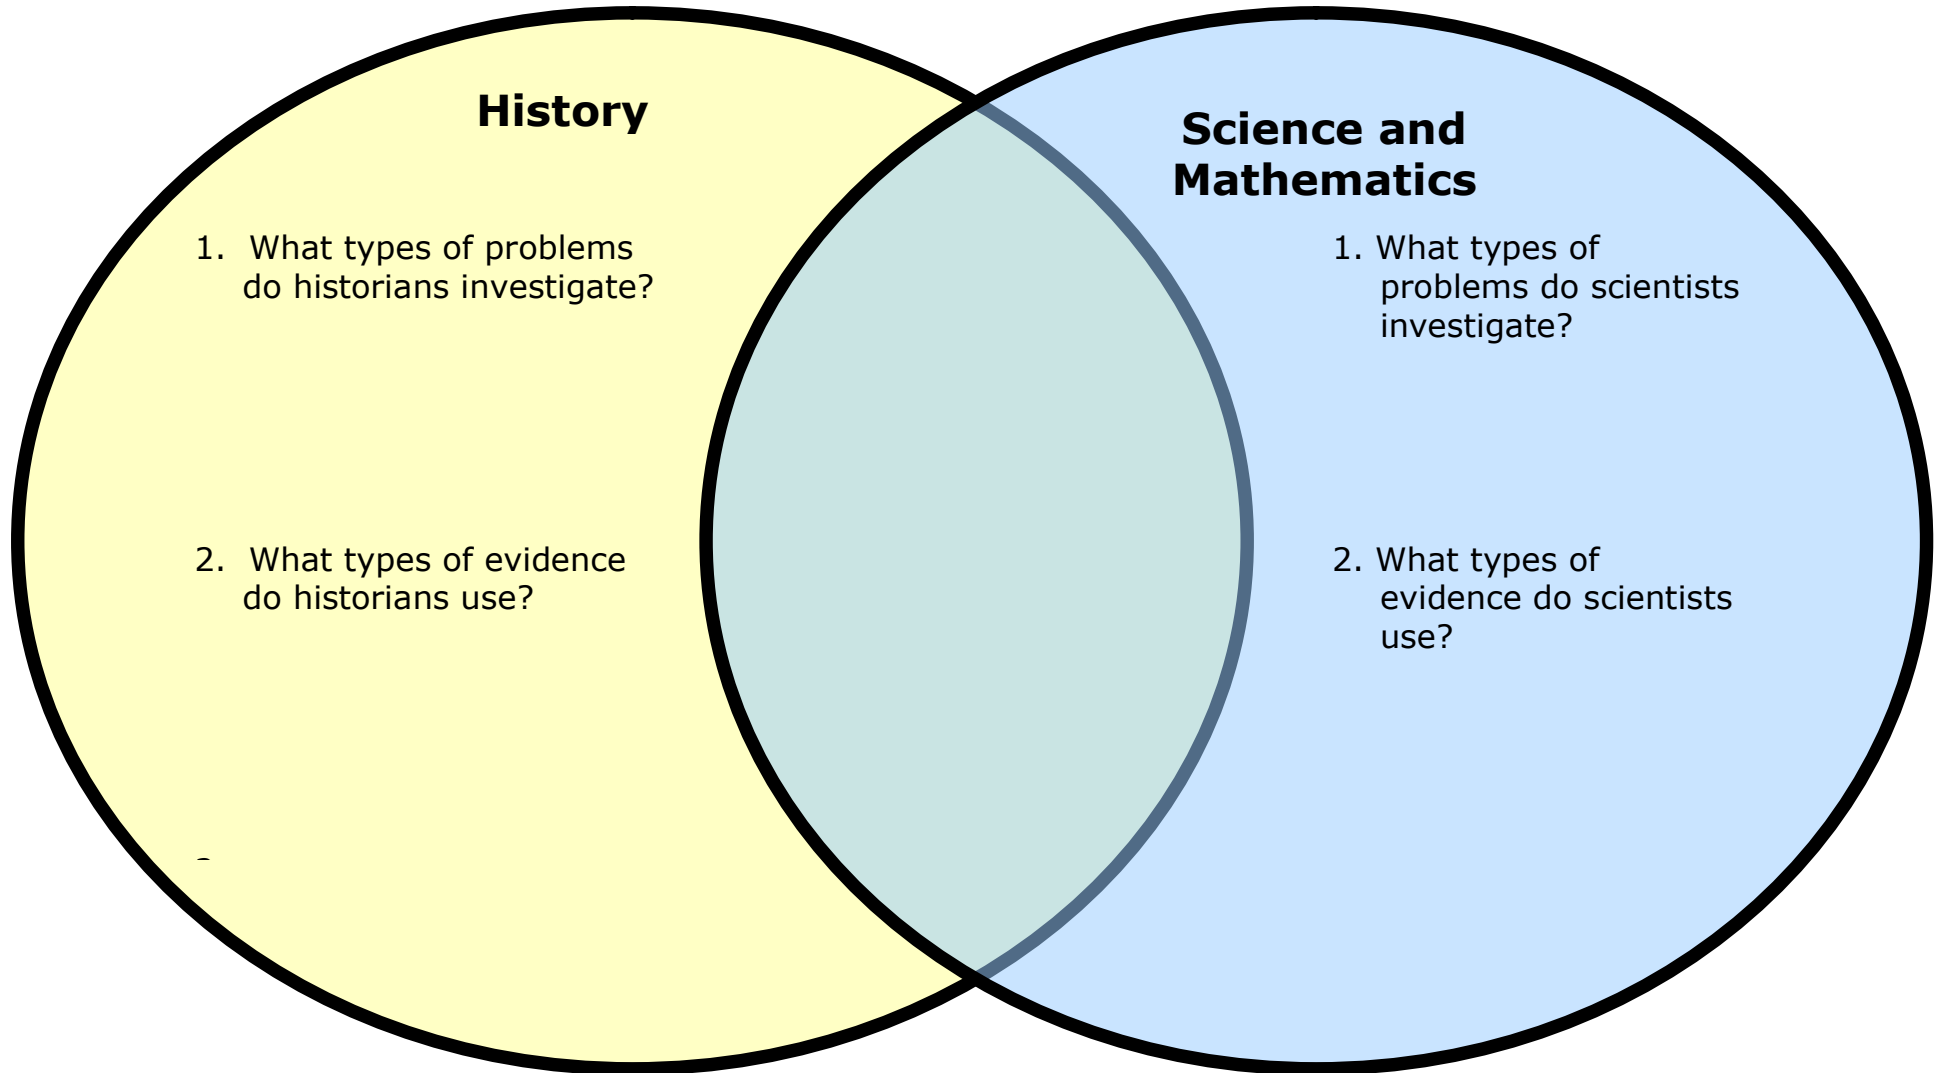 History
1. What types of problems
do historians investigate?
2. What types of evidence
do historians use?
Science and
Mathematics
1. What types of
problems do scientists
investigate?
2. What types of
evidence do scientists
use?